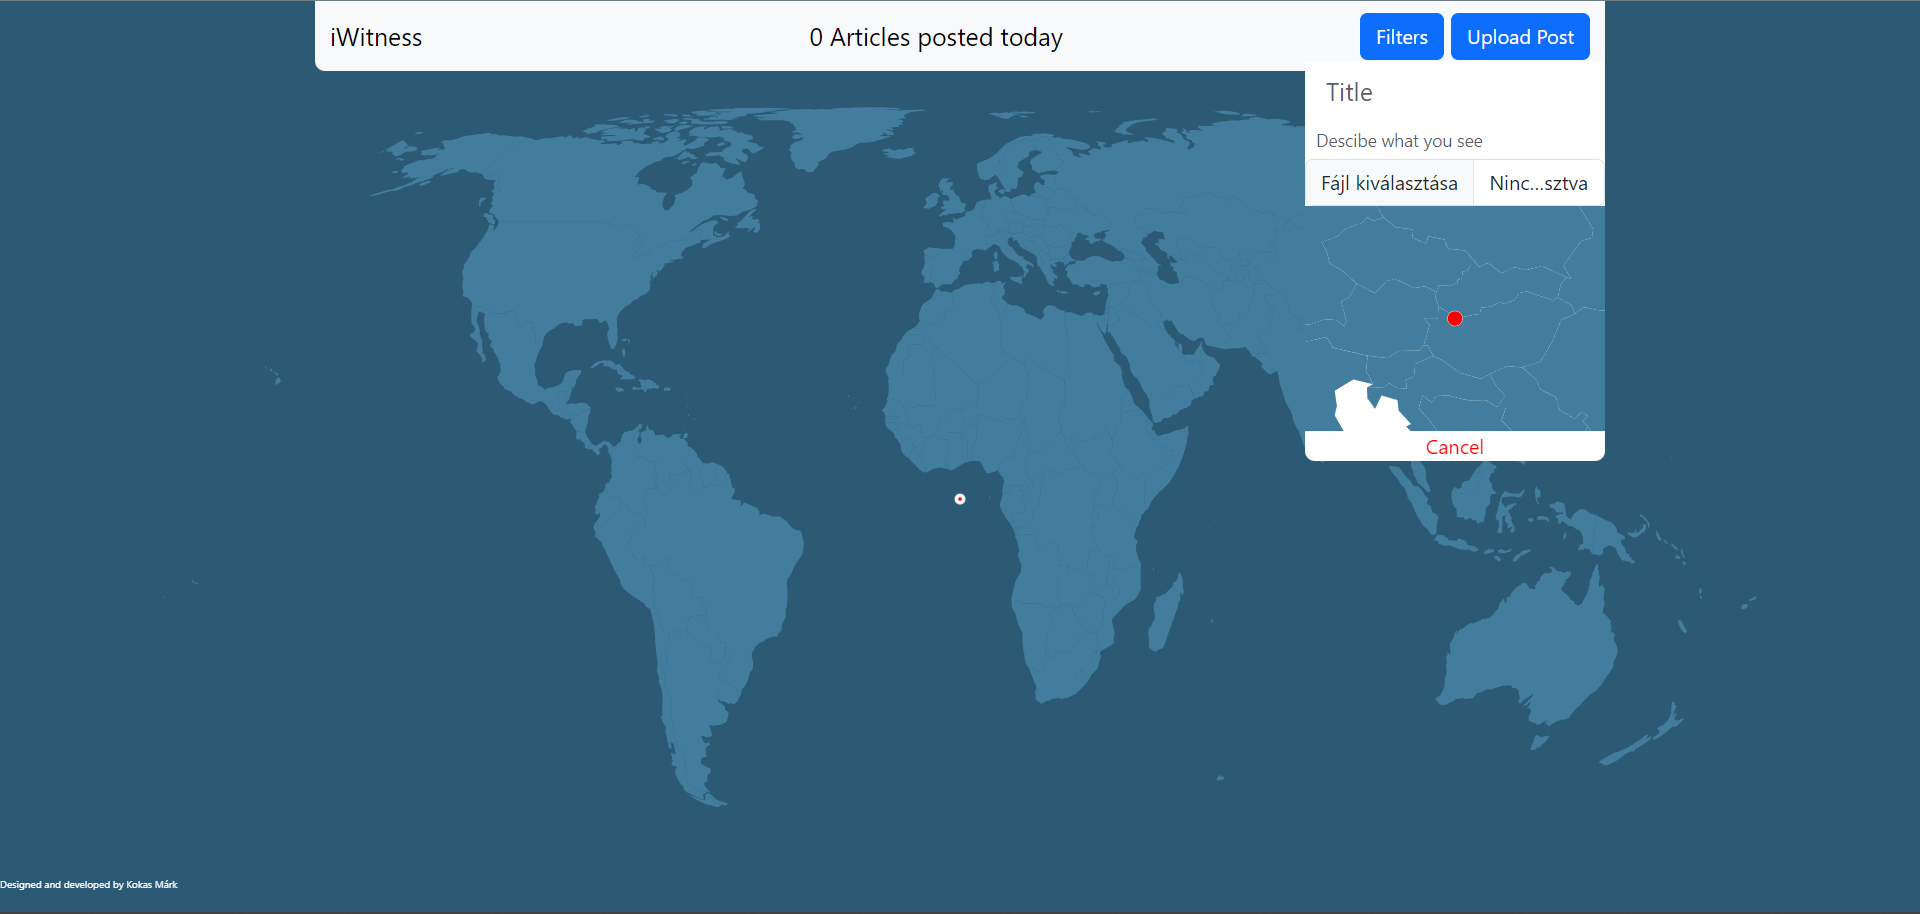 iWitness
0 Articles posted today
Filters
Upload Post
Title
Descibe what you see
Fájl kiválasztása
Ninc...sztva
Cancel
Designed and developed by Kokas Márk